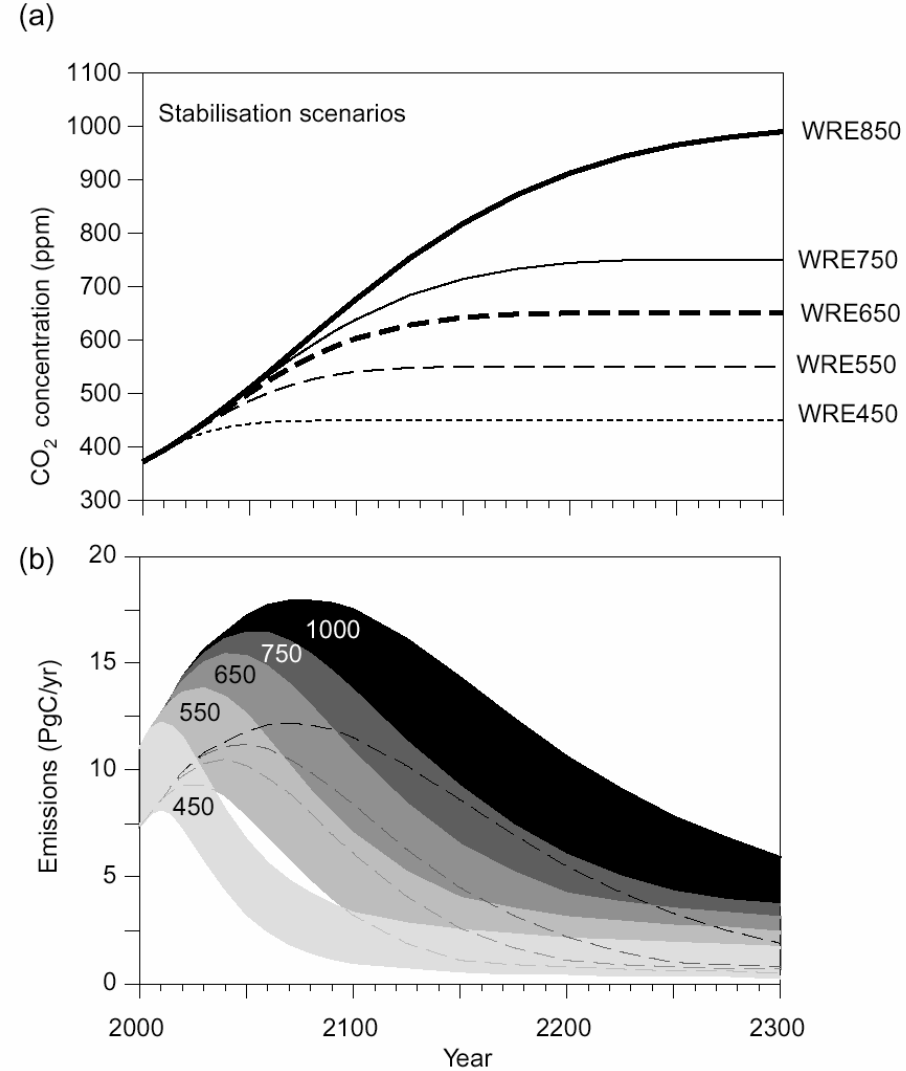 (a)
1100
1000
900
800
700
600
500
400
300
CO2 concentration (ppm)
Stabilisation scenarios
WRE850
WRE750
WRE650
WRE550
WRE450
(b)
20
15
10
5
0
Emissions (PgC/yr)
1000
750
650
550
450
2000
2100
2200
2300
Year